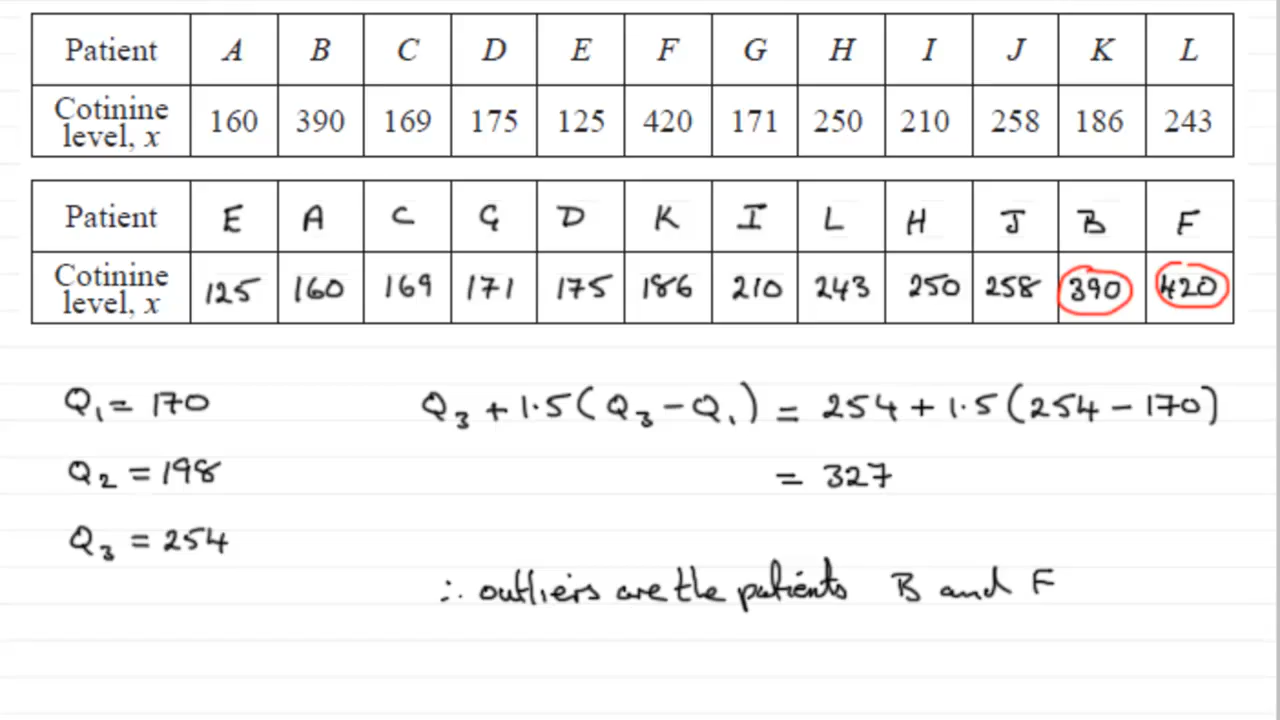 Patient A B C D E F G H I J K L
Cotinine level, x 160 390 169 175 125 420 171 250 210 258 186 243
Patient E A C G D K I L H J B F
Cotinine level, x 125 160 169 171 175 186 210 243 250 258 390 420
Q₁ = 170 Q₃ + 1.5(Q₃ − Q₁) = 254 + 1.5(254 − 170)
Q₂ = 198 = 327
Q₃ = 254
∴ outliers are the patients B and F